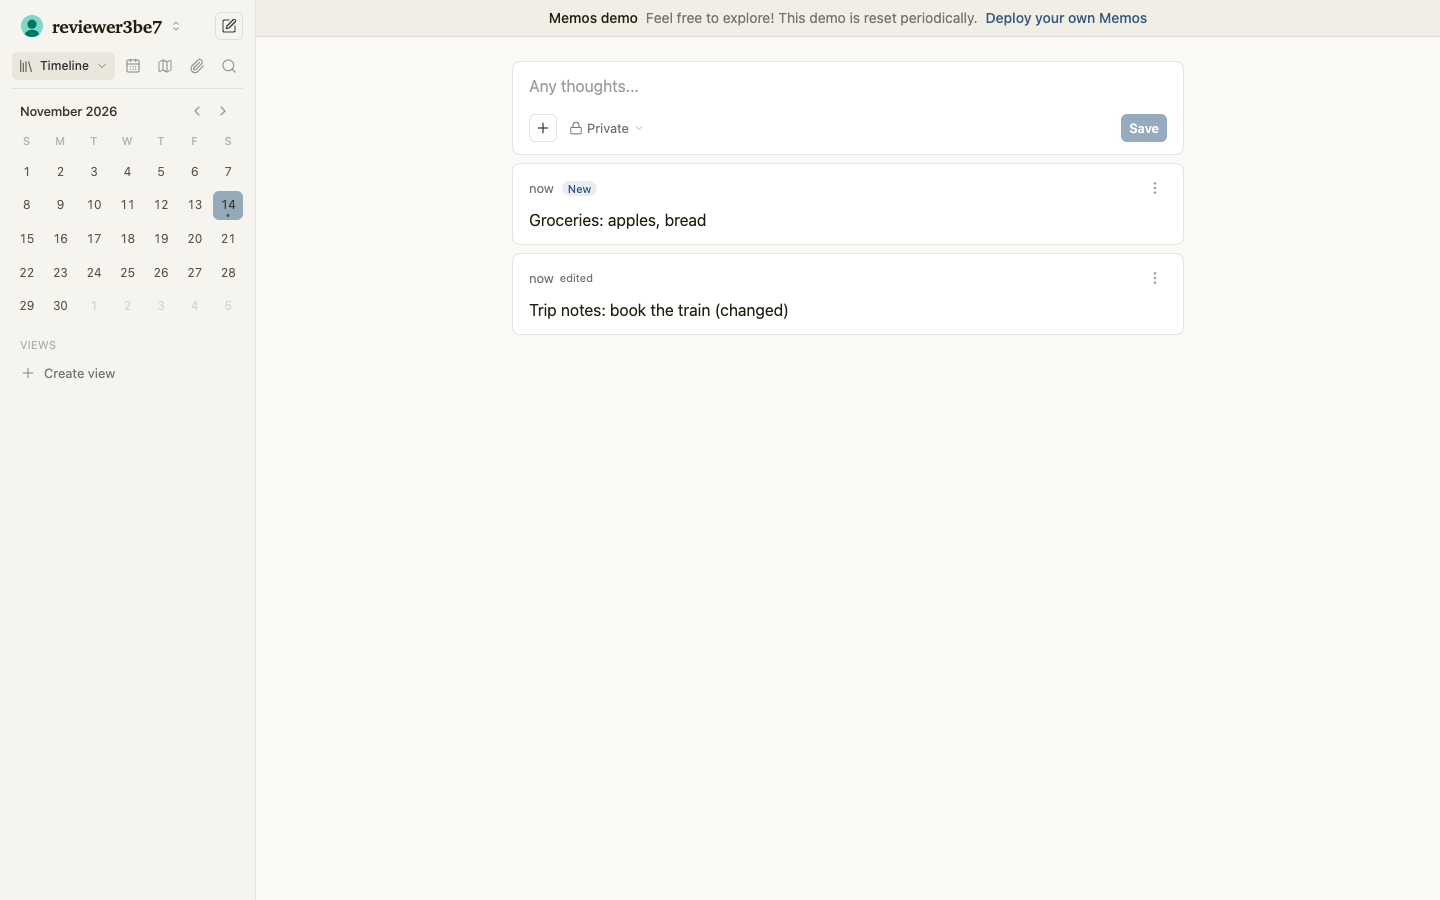 reviewer3be7
Timeline
November 2026
S M T W T F S
1 2 3 4 5 6 7
8 9 10 11 12 13 14
15 16 17 18 19 20 21
22 23 24 25 26 27 28
29 30 1 2 3 4 5
VIEWS
Create view
Memos demo Feel free to explore! This demo is reset periodically. Deploy your own Memos
Any thoughts...
Private
Save
now New
Groceries: apples, bread
now edited
Trip notes: book the train (changed)